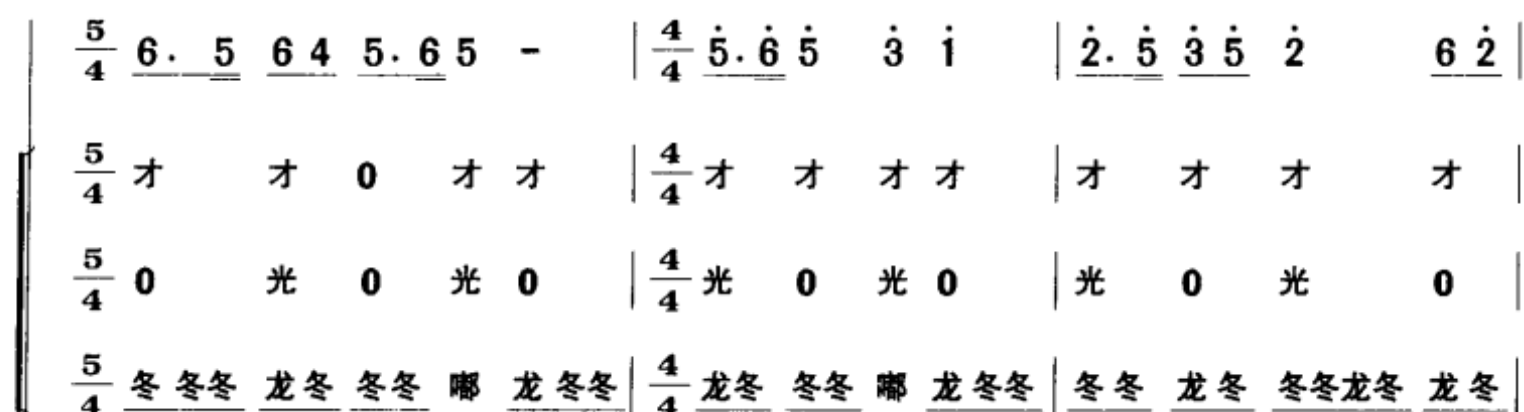 5/4 6. 5 6 4 5. 6 5 - | 4/4 5̇. 6̇ 5̇ 3̇ 1̇ | 2̇. 5̇ 3̇ 5̇ 2̇ 6 2̇ |
5/4 才 才 0 才 才 | 4/4 才 才 才 才 | 才 才 才 才 |
5/4 0 光 0 光 0 | 4/4 光 0 光 0 | 光 0 光 0 |
5/4 冬 冬冬 龙冬 冬冬 嘟 龙 冬冬 | 4/4 龙冬 冬冬 嘟 龙 冬冬 | 冬 冬 龙 冬 冬冬龙冬 龙 冬 |